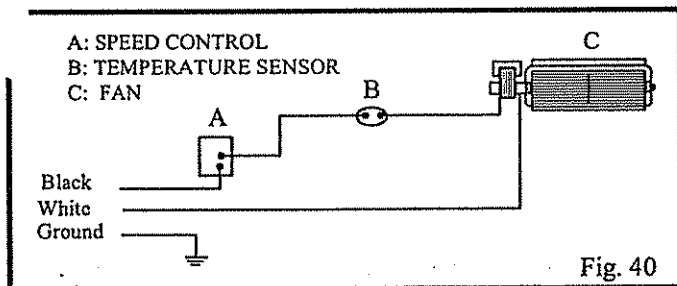 A: SPEED CONTROL
B: TEMPERATURE SENSOR
C: FAN
C
B
A
Black
White
Ground
Fig. 40